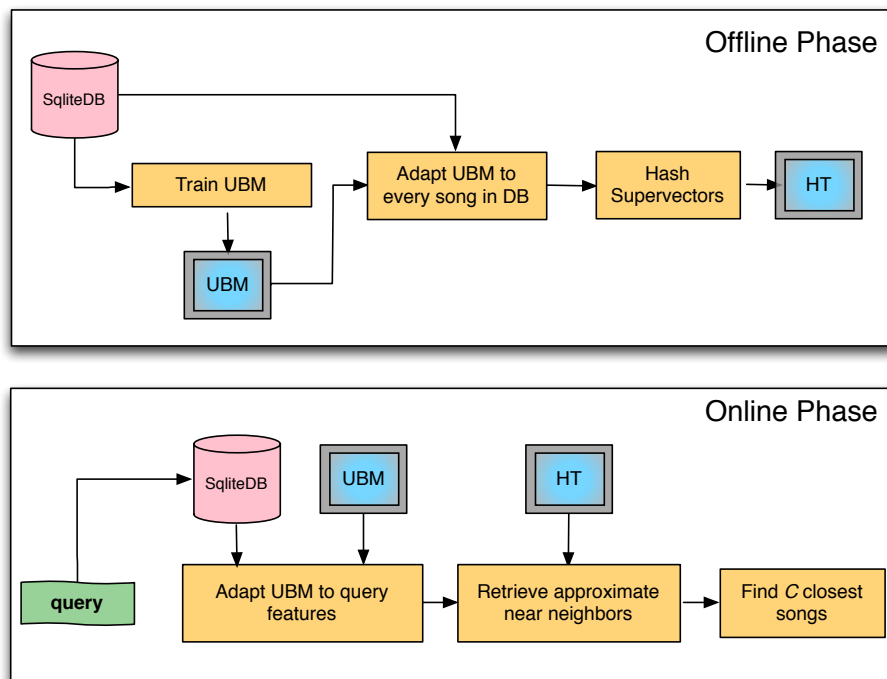 Offline Phase
SqliteDB
Train UBM
UBM
Adapt UBM to
every song in DB
Hash
Supervectors
HT
Online Phase
SqliteDB
UBM
HT
query
Adapt UBM to query
features
Retrieve approximate
near neighbors
Find C closest
songs